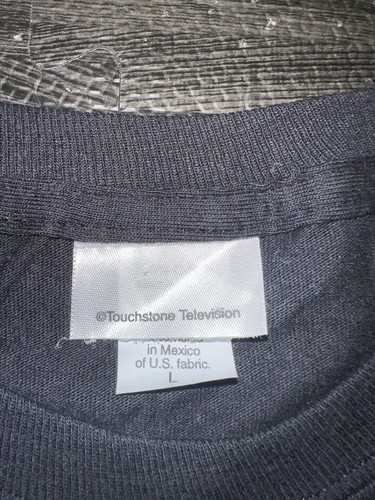 ©Touchstone Television
in Mexico
of U.S. fabric.
L